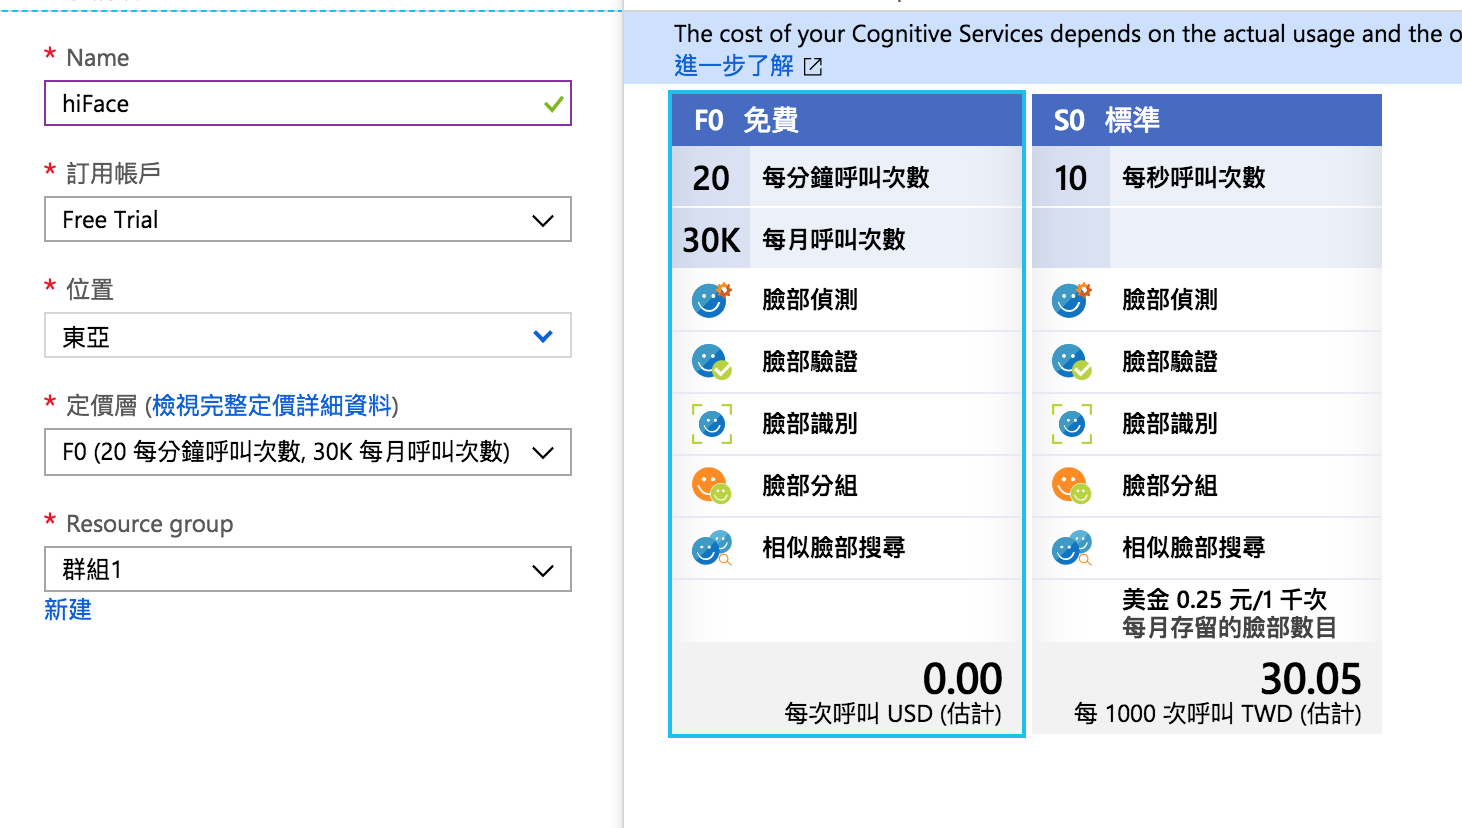 * Name
hiFace
* 訂用帳戶
Free Trial
* 位置
東亞
* 定價層 (檢視完整定價詳細資料)
F0 (20 每分鐘呼叫次數, 30K 每月呼叫次數)
* Resource group
群組1
新建
The cost of your Cognitive Services depends on the actual usage and the o
進一步了解
F0 免費
20 每分鐘呼叫次數
30K 每月呼叫次數
臉部偵測
臉部驗證
臉部識別
臉部分組
相似臉部搜尋
0.00
每次呼叫 USD (估計)
S0 標準
10 每秒呼叫次數
臉部偵測
臉部驗證
臉部識別
臉部分組
相似臉部搜尋
美金 0.25 元/1 千次
每月存留的臉部數目
30.05
每 1000 次呼叫 TWD (估計)